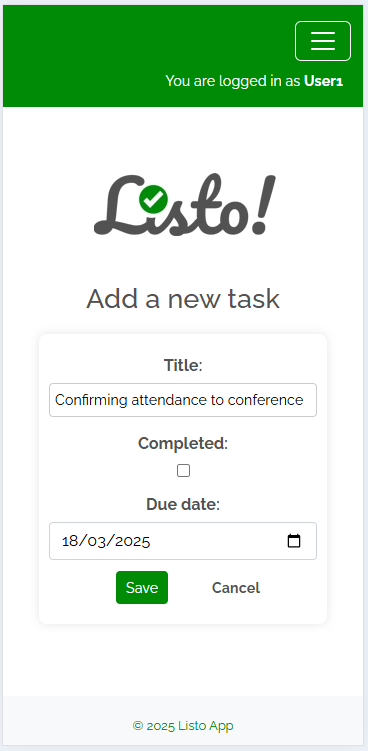 You are logged in as User1
Listo!
Add a new task
Title:
Confirming attendance to conference
Completed:
Due date:
18/03/2025
Save Cancel
© 2025 Listo App